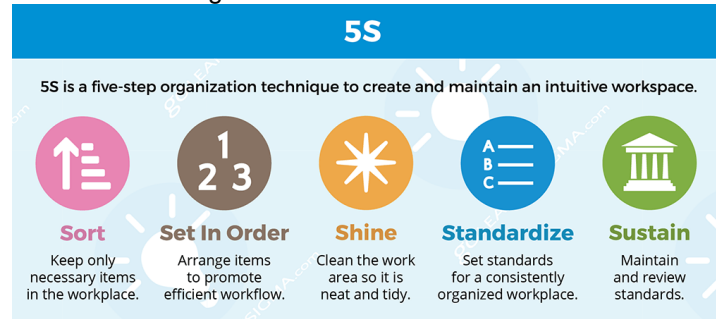 5S
5S is a five-step organization technique to create and maintain an intuitive workspace.
1
2 3
A
B
C
Sort
Keep only
necessary items
in the workplace.
Set In Order
Arrange items
to promote
efficient workflow.
Shine
Clean the work
area so it is
neat and tidy.
Standardize
Set standards
for a consistently
organized workplace.
Sustain
Maintain
and review
standards.